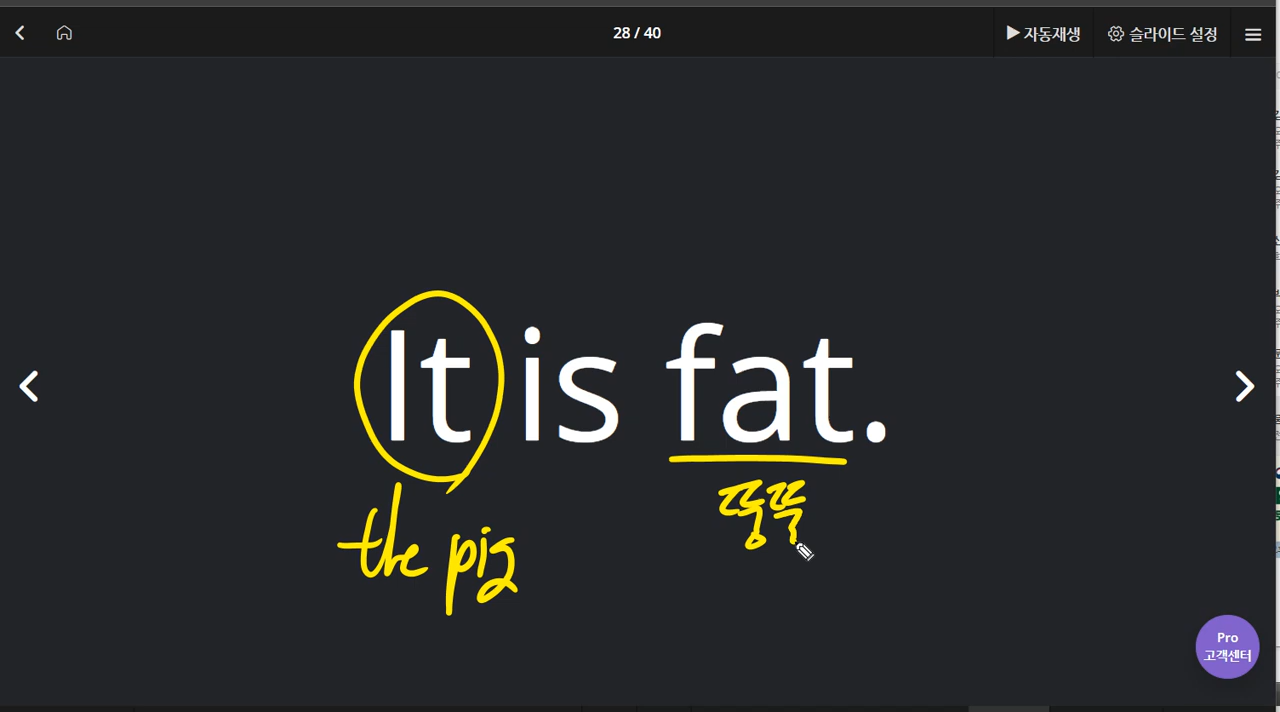 28 / 40
▶ 자동재생
슬라이드 설정
It is fat.
the pig
뚱뚝
Pro
고객센터